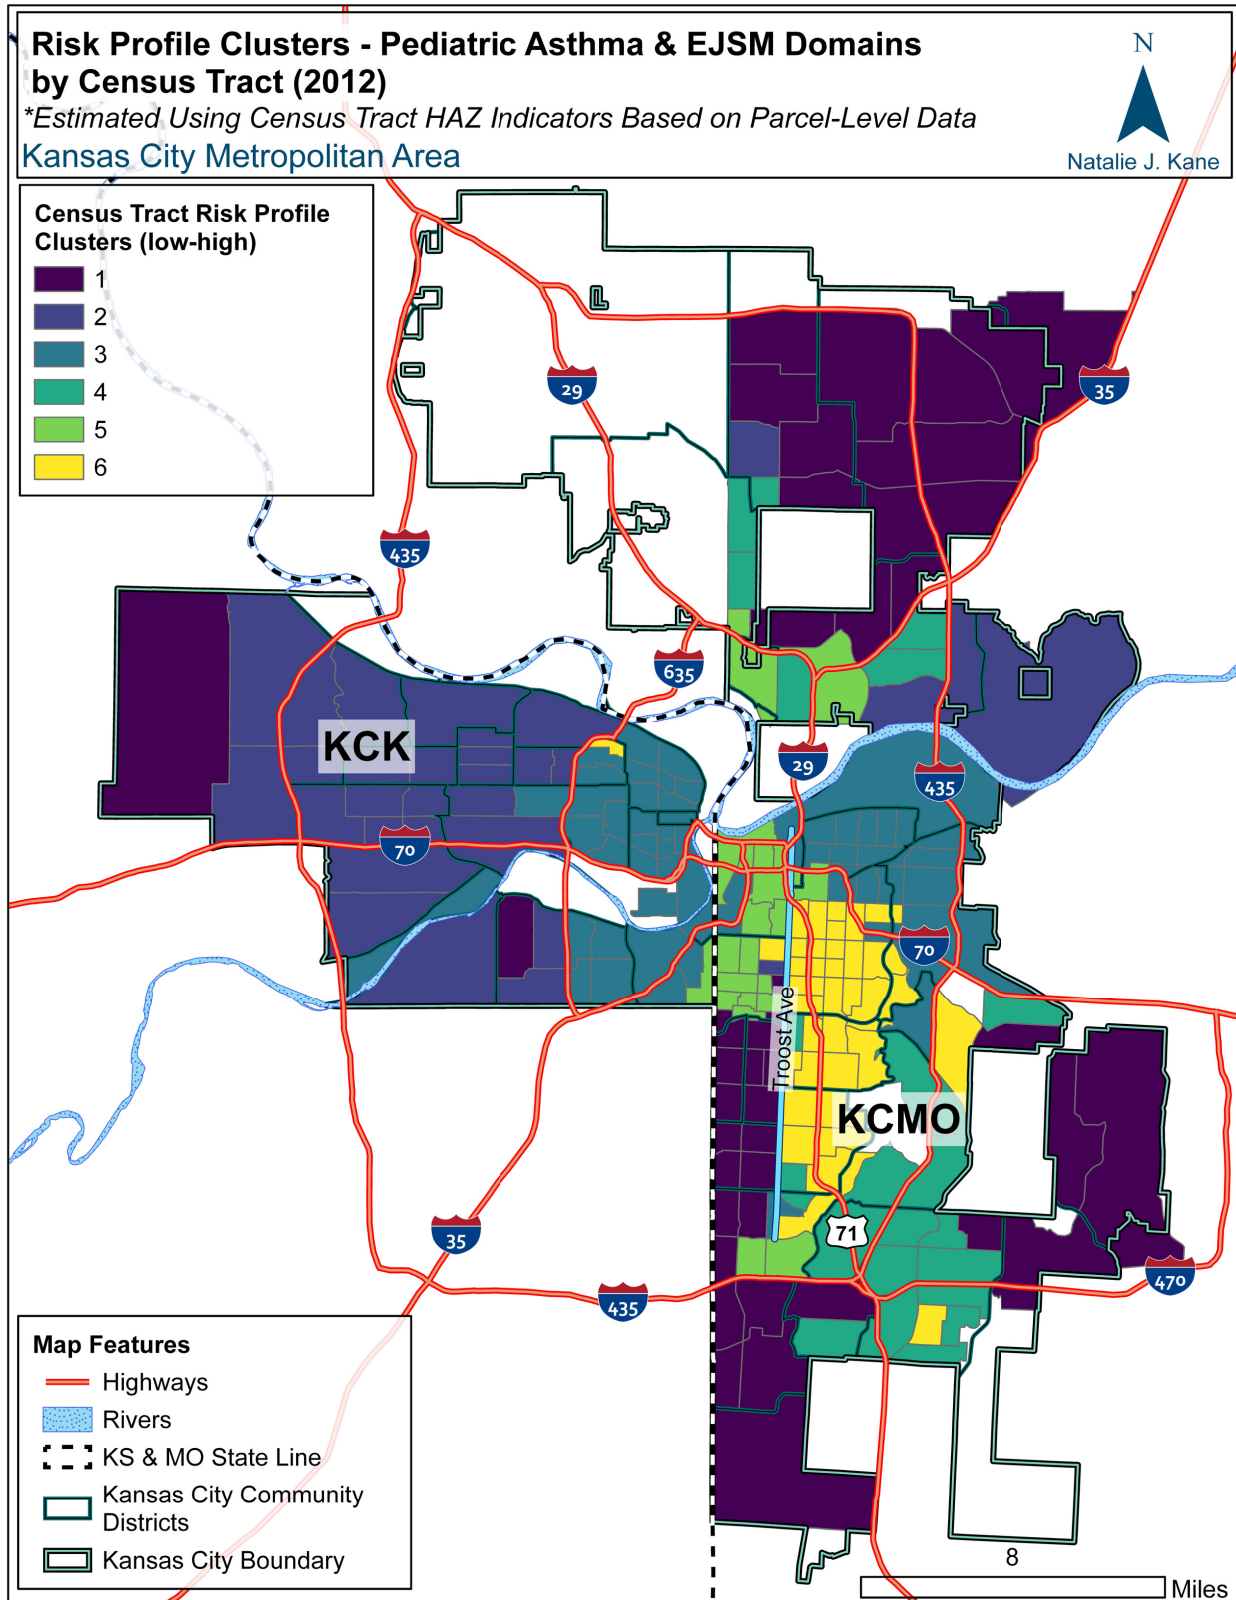 Risk Profile Clusters - Pediatric Asthma & EJSM Domains
by Census Tract (2012)
*Estimated Using Census Tract HAZ Indicators Based on Parcel-Level Data
Kansas City Metropolitan Area
N
Natalie J. Kane
Census Tract Risk Profile
Clusters (low-high)
1
2
3
4
5
6
29
35
435
635
KCK
29
435
70
70
Troost Ave
KCMO
71
35
435
470
Map Features
Highways
Rivers
KS & MO State Line
Kansas City Community
Districts
Kansas City Boundary
8
Miles